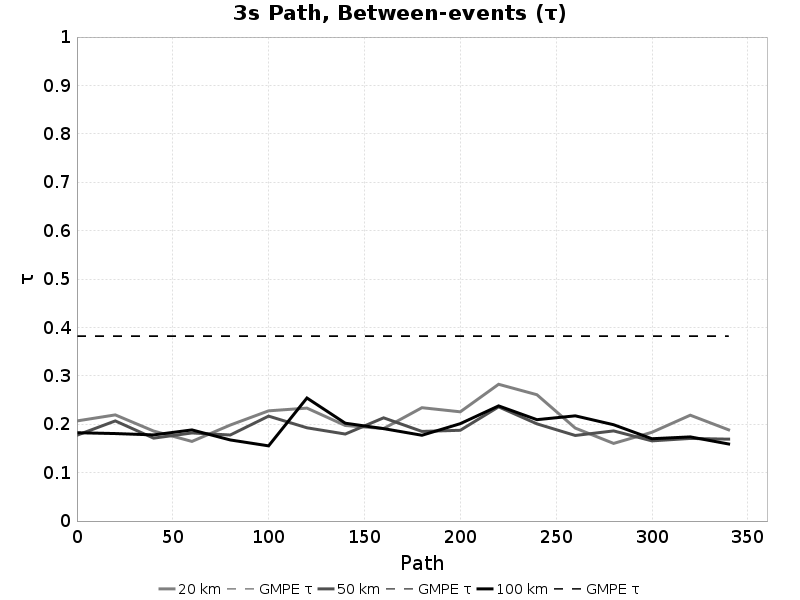 3s Path, Between-events (τ)
1
0.9
0.8
0.7
0.6
0.5
τ
0.4
0.3
0.2
0.1
0
0 50 100 150 200 250 300 350
Path
20 km GMPE τ 50 km GMPE τ 100 km GMPE τ